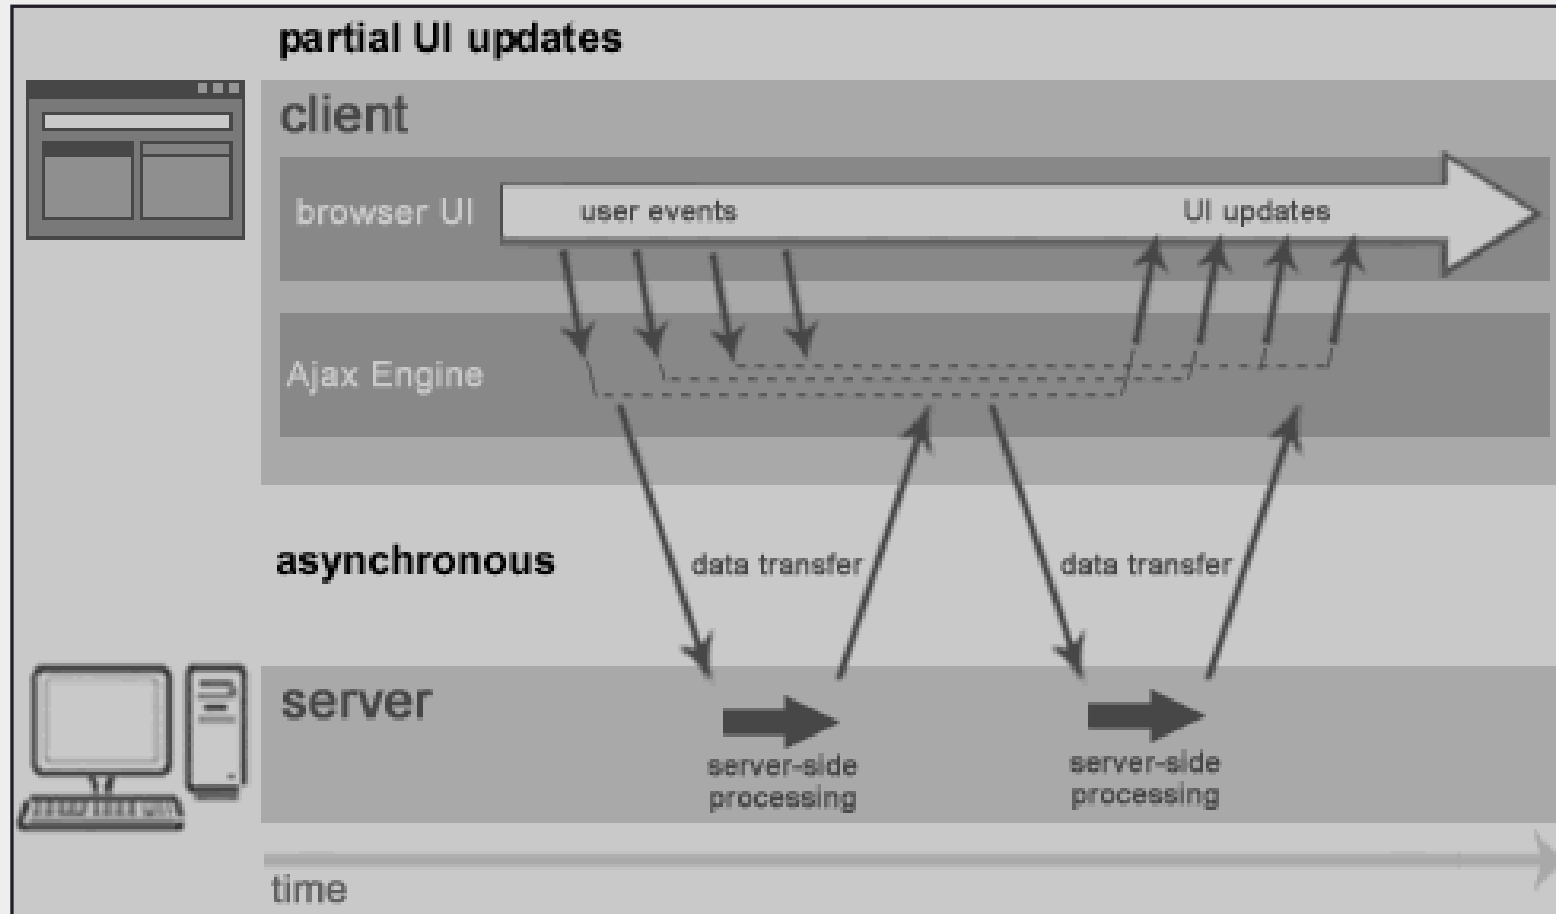 partial UI updates
client
browser UI
user events
UI updates
Ajax Engine
asynchronous
data transfer
data transfer
server
server-side
processing
server-side
processing
time